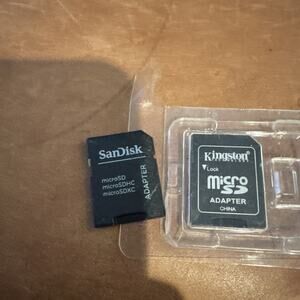 SanDisk
microSD
microSDHC
microSDXC
ADAPTER
Kingston
Lock
micro
SD
ADAPTER
CHINA